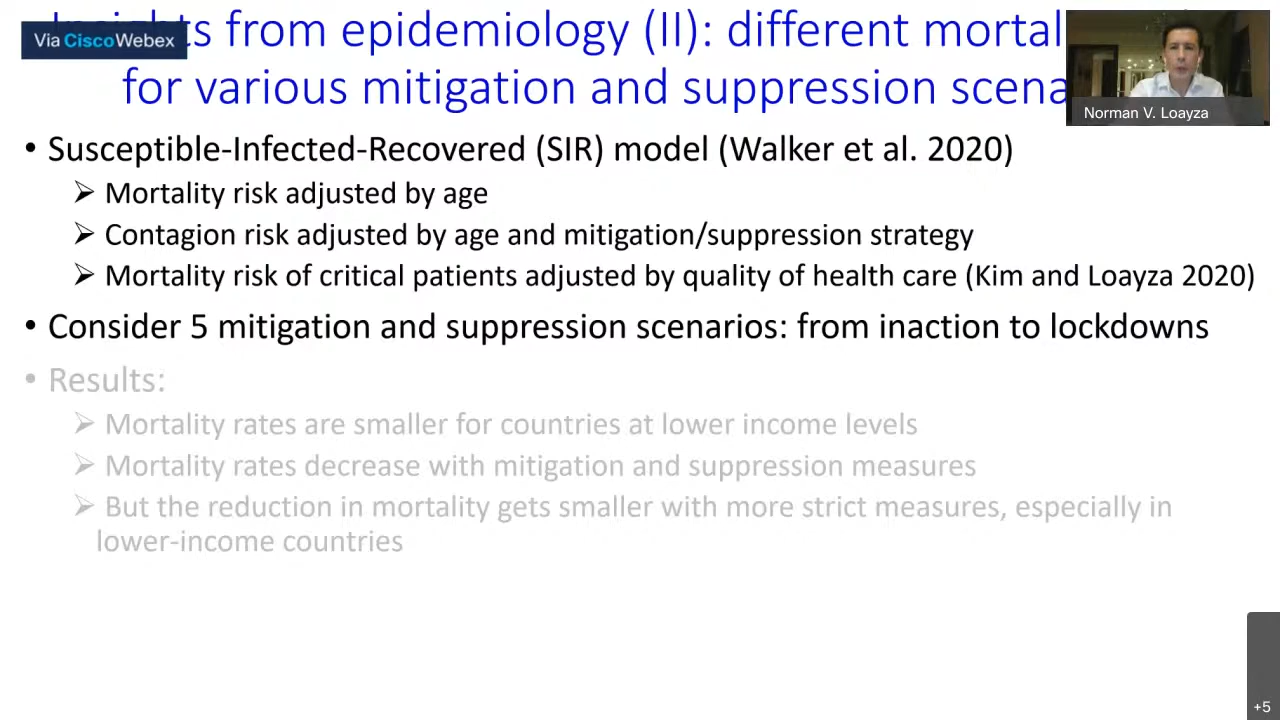 Via Cisco Webex
from epidemiology (II): different
for various mitigation and suppression
Norman V. Loayza
• Susceptible-Infected-Recovered (SIR) model (Walker et al. 2020)
➢ Mortality risk adjusted by age
➢ Contagion risk adjusted by age and mitigation/suppression strategy
➢ Mortality risk of critical patients adjusted by quality of health care (Kim and Loayza 2020)
• Consider 5 mitigation and suppression scenarios: from inaction to lockdowns
• Results:
➢ Mortality rates are smaller for countries at lower income levels
➢ Mortality rates decrease with mitigation and suppression measures
➢ But the reduction in mortality gets smaller with more strict measures, especially in
lower-income countries
+5